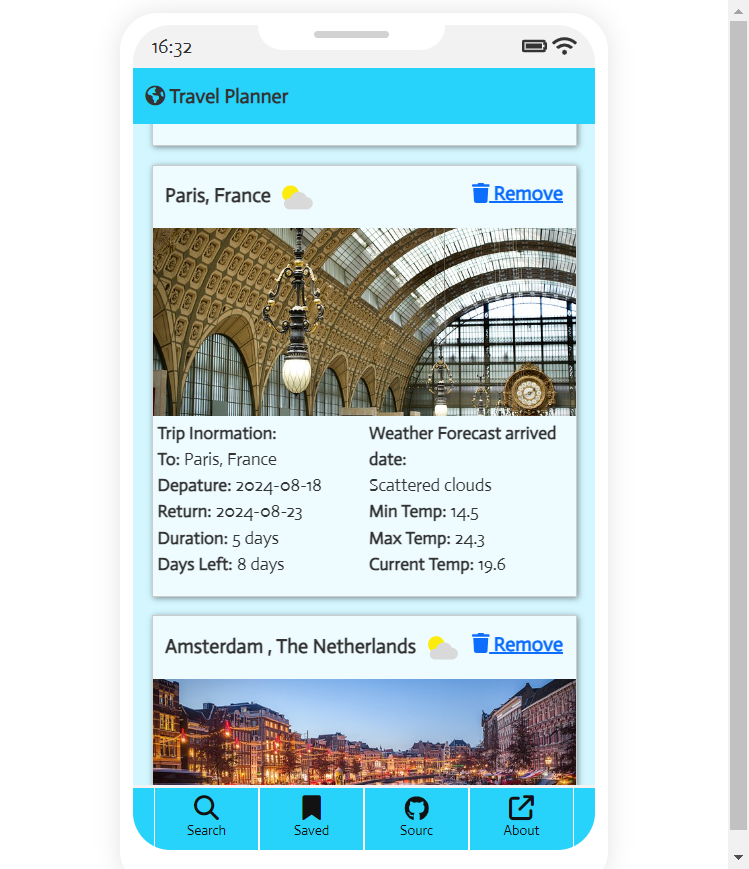 16:32
Travel Planner
Paris, France
Remove
Trip Inormation:
To: Paris, France
Depature: 2024-08-18
Return: 2024-08-23
Duration: 5 days
Days Left: 8 days
Weather Forecast arrived
date:
Scattered clouds
Min Temp: 14.5
Max Temp: 24.3
Current Temp: 19.6
Amsterdam , The Netherlands
Remove
Search
Saved
Sourc
About